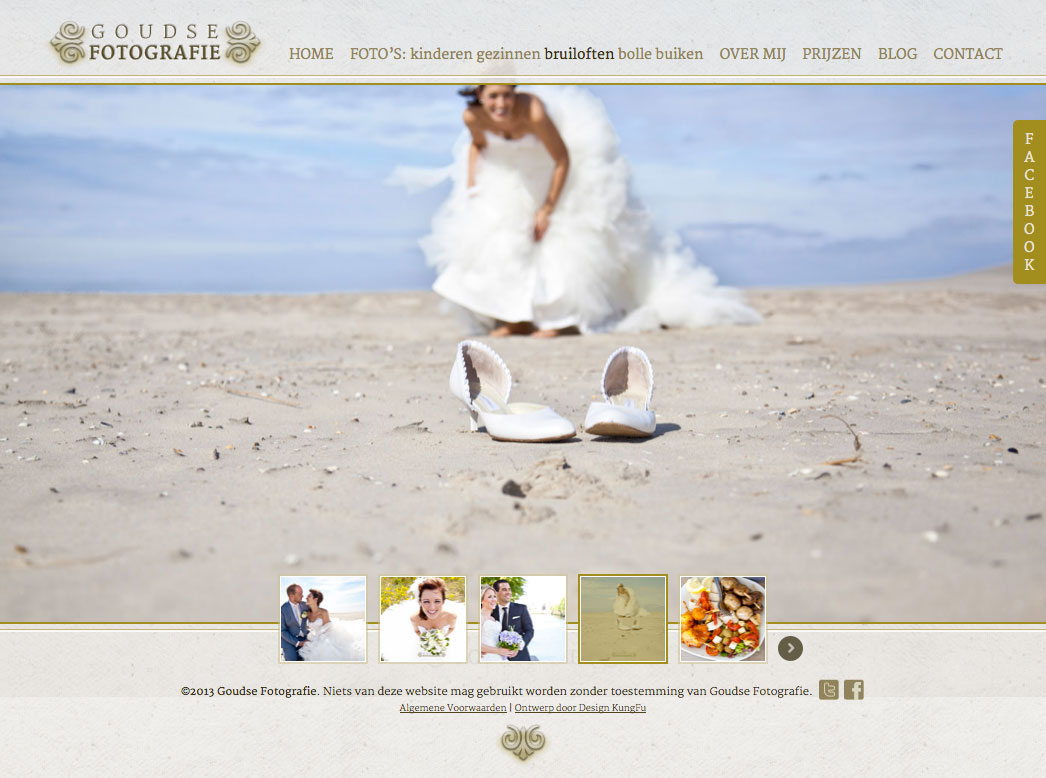 GOUDSE
FOTOGRAFIE
HOME FOTO'S: kinderen gezinnen bruiloften bolle buiken OVER MIJ PRIJZEN BLOG CONTACT
FACEBOOK
©2013 Goudse Fotografie. Niets van deze website mag gebruikt worden zonder toestemming van Goudse Fotografie.
Algemene Voorwaarden | Ontwerp door Design KungFu